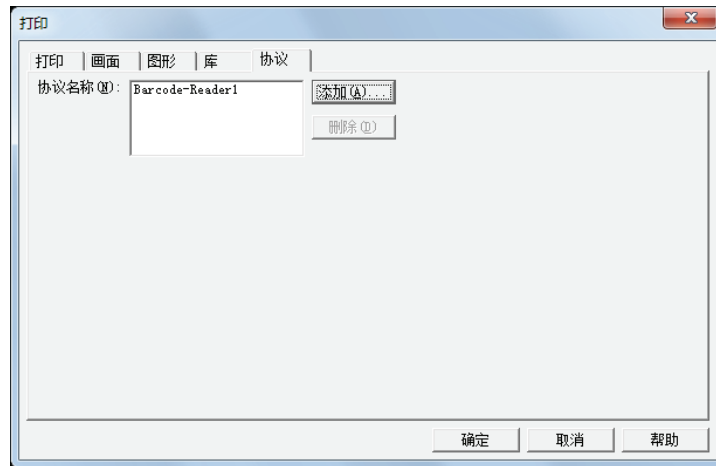 打印
打印 画面 图形 库 协议
协议名称(N): Barcode-Reader1 添加(A)...
删除(D)
确定 取消 帮助